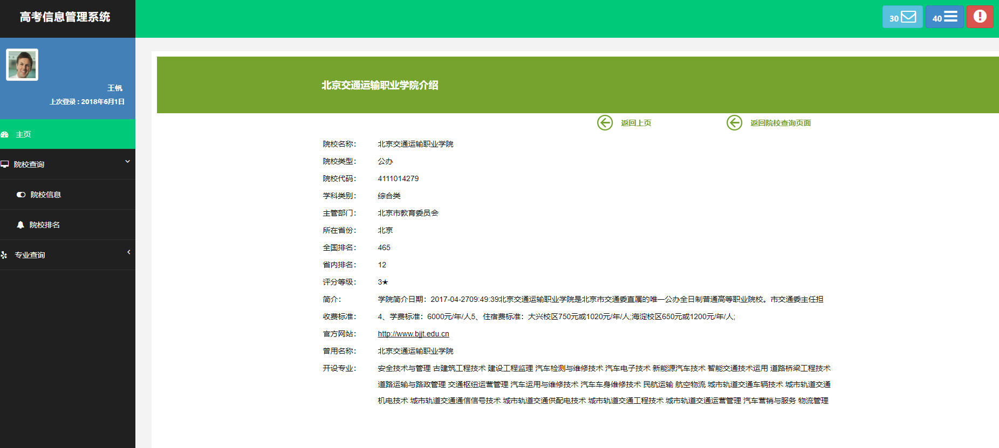 高考信息管理系统
30
40
王帆
上次登录 : 2018年6月1日
主页
院校查询
院校信息
院校排名
专业查询
北京交通运输职业学院介绍
返回上页
返回院校查询页面
院校名称： 北京交通运输职业学院
院校类型： 公办
院校代码： 4111014279
学科类别： 综合类
主管部门： 北京市教育委员会
所在省份： 北京
全国排名： 465
省内排名： 12
评分等级： 3★
简介： 学院简介日期：2017-04-2709:49:39北京交通运输职业学院是北京市交通委直属的唯一公办全日制普通高等职业院校。市交通委主任担
收费标准： 4、学费标准：6000元/年/人5、住宿费标准：大兴校区750元或1020元/年/人;海淀校区650元或1200元/年/人;
官方网站： http://www.bjjt.edu.cn
曾用名称： 北京交通运输职业学院
开设专业： 安全技术与管理 古建筑工程技术 建设工程监理 汽车检测与维修技术 汽车电子技术 新能源汽车技术 智能交通技术运用 道路桥梁工程技术
道路运输与路政管理 交通枢纽运营管理 汽车运用与维修技术 汽车车身维修技术 民航运输 航空物流 城市轨道交通车辆技术 城市轨道交通
机电技术 城市轨道交通通信信号技术 城市轨道交通供配电技术 城市轨道交通工程技术 城市轨道交通运营管理 汽车营销与服务 物流管理